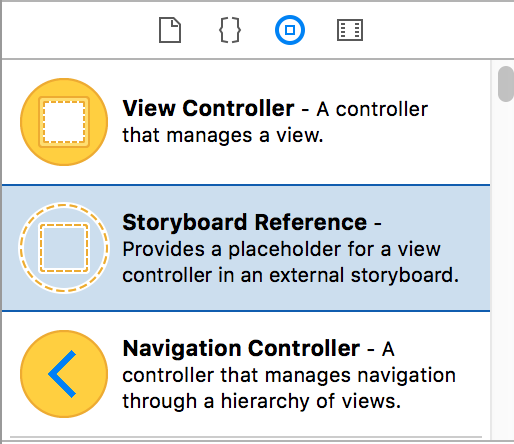 View Controller - A controller
that manages a view.
Storyboard Reference -
Provides a placeholder for a view
controller in an external storyboard.
Navigation Controller - A
controller that manages navigation
through a hierarchy of views.